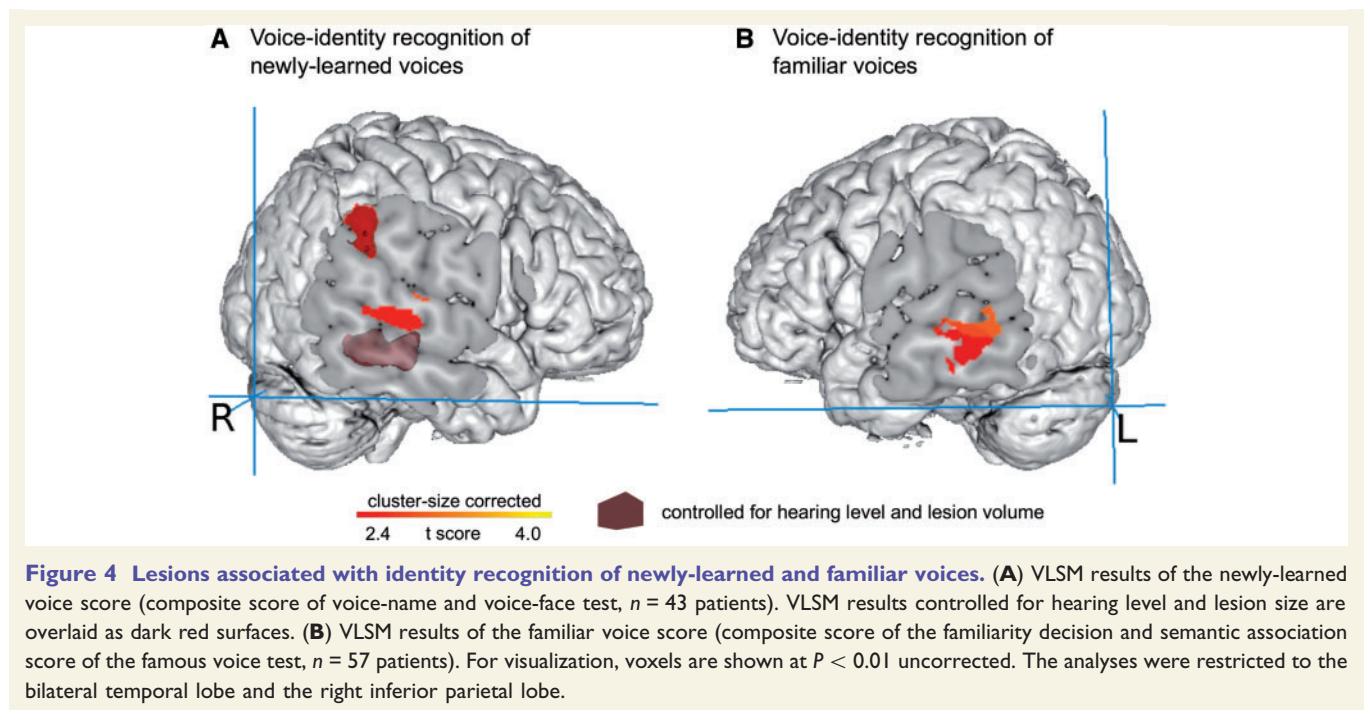 A Voice-identity recognition of
newly-learned voices
B Voice-identity recognition of
familiar voices
R
L
cluster-size corrected
2.4 t score 4.0
controlled for hearing level and lesion volume
Figure 4 Lesions associated with identity recognition of newly-learned and familiar voices. (A) VLSM results of the newly-learned
voice score (composite score of voice-name and voice-face test, n = 43 patients). VLSM results controlled for hearing level and lesion size are
overlaid as dark red surfaces. (B) VLSM results of the familiar voice score (composite score of the familiarity decision and semantic association
score of the famous voice test, n = 57 patients). For visualization, voxels are shown at P < 0.01 uncorrected. The analyses were restricted to the
bilateral temporal lobe and the right inferior parietal lobe.